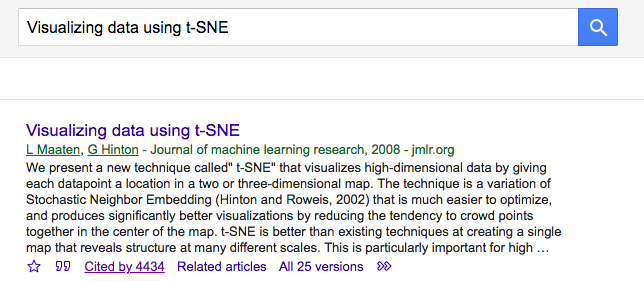 Visualizing data using t-SNE
Visualizing data using t-SNE
L Maaten, G Hinton - Journal of machine learning research, 2008 - jmlr.org
We present a new technique called" t-SNE" that visualizes high-dimensional data by giving
each datapoint a location in a two or three-dimensional map. The technique is a variation of
Stochastic Neighbor Embedding (Hinton and Roweis, 2002) that is much easier to optimize,
and produces significantly better visualizations by reducing the tendency to crowd points
together in the center of the map. t-SNE is better than existing techniques at creating a single
map that reveals structure at many different scales. This is particularly important for high …
Cited by 4434 Related articles All 25 versions